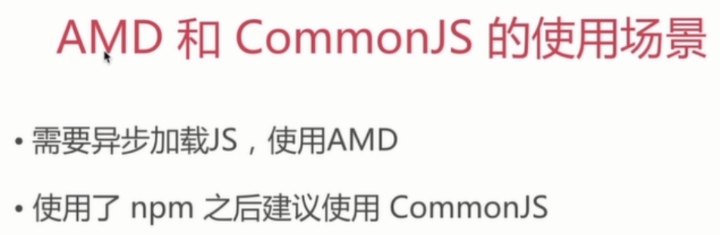 AMD 和 CommonJS 的使用场景
• 需要异步加载JS，使用AMD
• 使用了 npm 之后建议使用 CommonJS